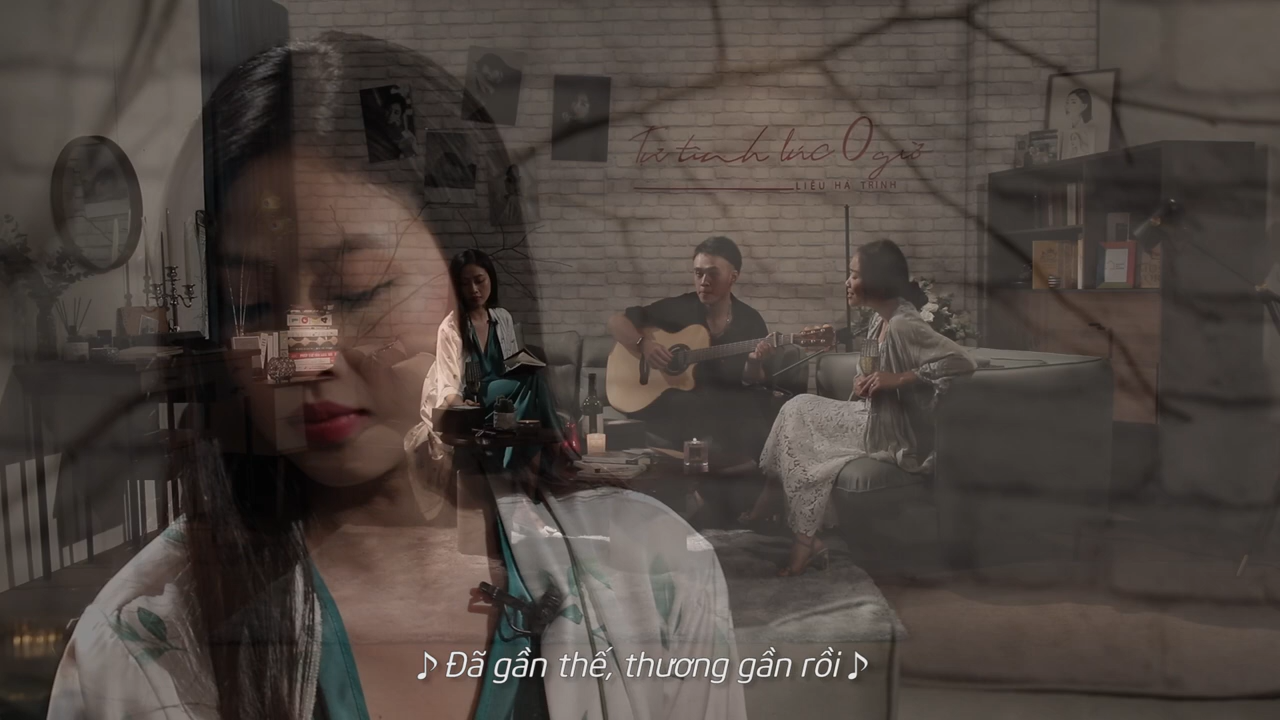 Tự tình lúc 0 giờ
LIÊU HÀ TRINH
♪ Đã gần thế, thương gần rồi ♪